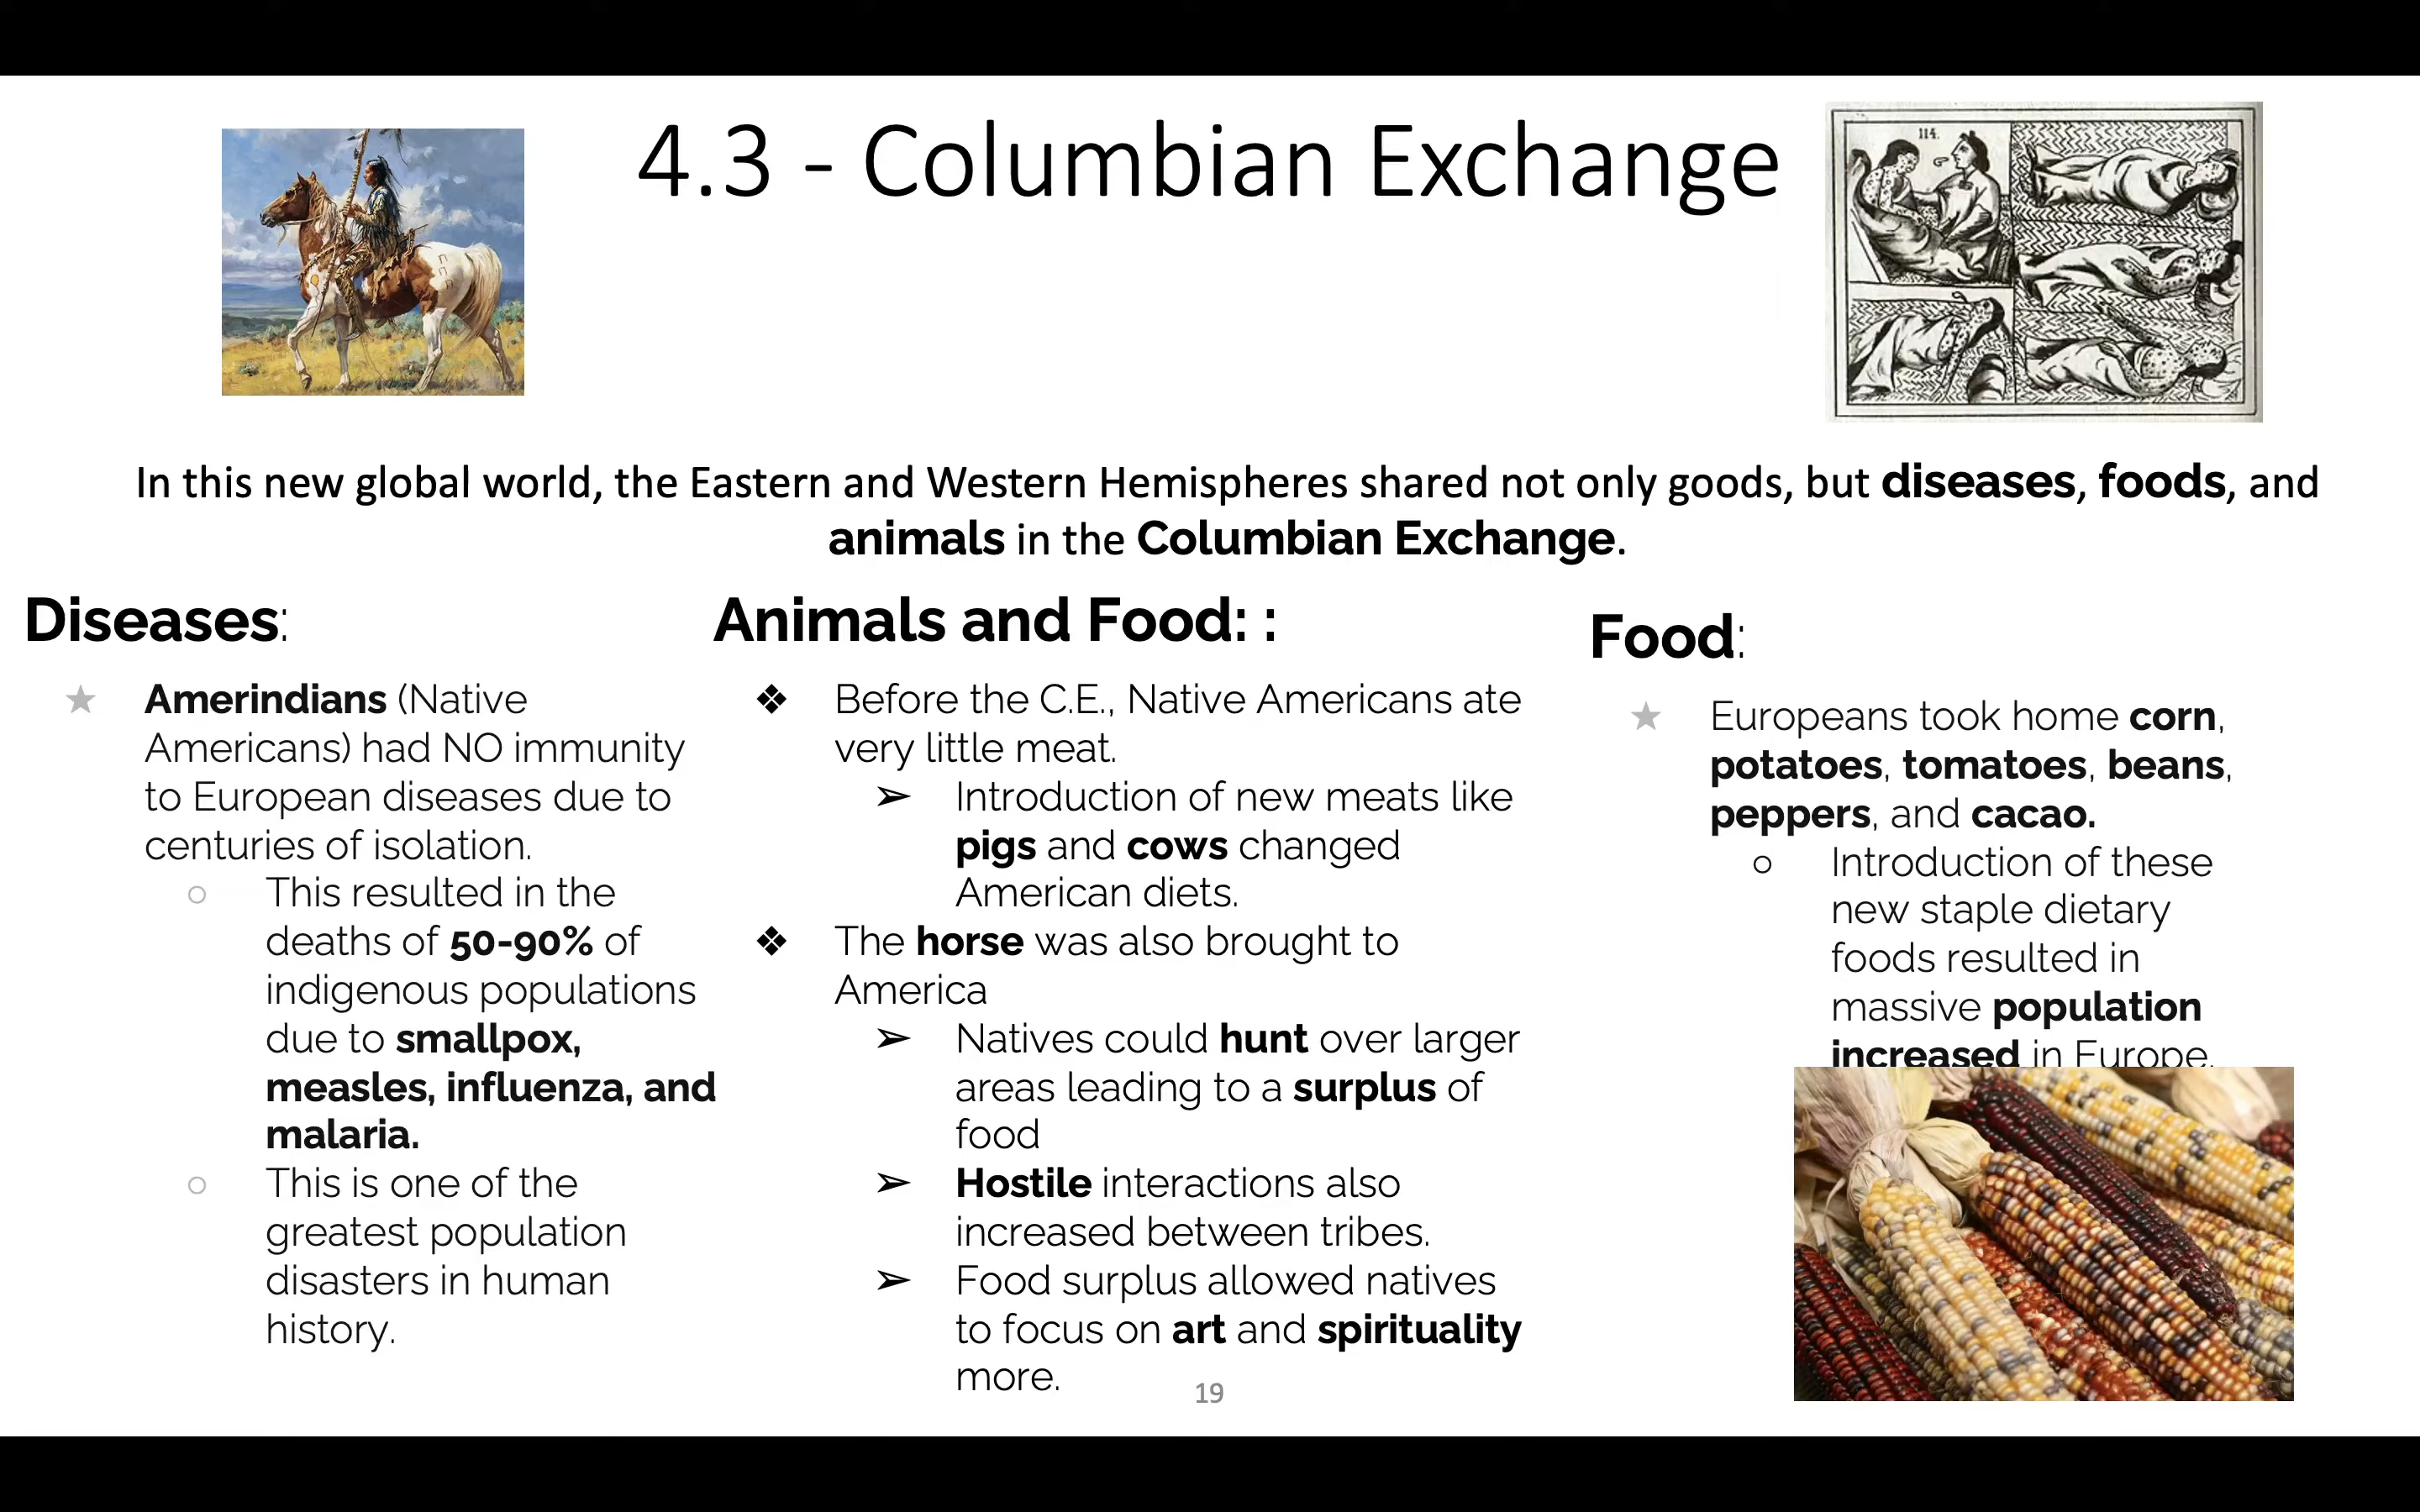 4.3 - Columbian Exchange
114.
In this new global world, the Eastern and Western Hemispheres shared not only goods, but diseases, foods, and
animals in the Columbian Exchange.
Diseases:
★ Amerindians (Native
Americans) had NO immunity
to European diseases due to
centuries of isolation.
○ This resulted in the
deaths of 50-90% of
indigenous populations
due to smallpox,
measles, influenza, and
malaria.
○ This is one of the
greatest population
disasters in human
history.
Animals and Food: :
❖ Before the C.E., Native Americans ate
very little meat.
➢ Introduction of new meats like
pigs and cows changed
American diets.
❖ The horse was also brought to
America
➢ Natives could hunt over larger
areas leading to a surplus of
food
➢ Hostile interactions also
increased between tribes.
➢ Food surplus allowed natives
to focus on art and spirituality
more.
Food:
★ Europeans took home corn,
potatoes, tomatoes, beans,
peppers, and cacao.
○ Introduction of these
new staple dietary
foods resulted in
massive population
increased in Europe.
19